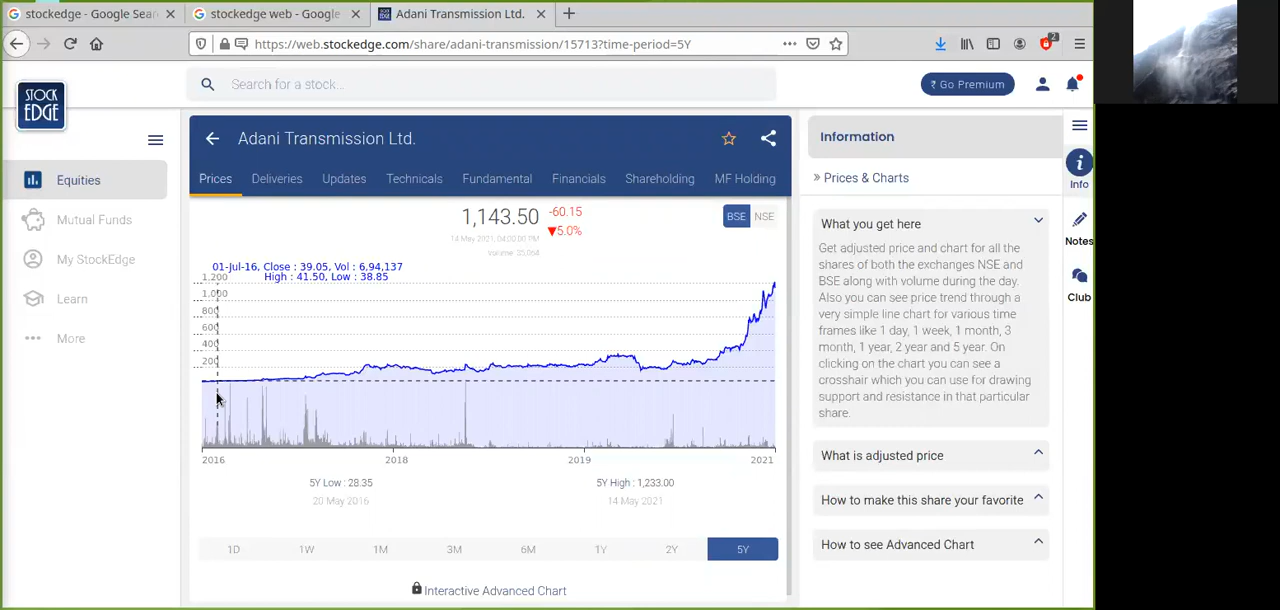 stockedge - Google Sear
stockedge web - Google
Adani Transmission Ltd.
https://web.stockedge.com/share/adani-transmission/15713?time-period=5Y
2
STOCK
EDGE
Search for a stock...
₹ Go Premium
Equities
Mutual Funds
My StockEdge
Learn
More
Adani Transmission Ltd.
Prices
Deliveries
Updates
Technicals
Fundamental
Financials
Shareholding
MF Holding
1,143.50
-60.15
▼5.0%
14 May 2021, 04:00:00 PM
Volume: 35,064
BSE
NSE
01-Jul-16, Close : 39.05, Vol : 6,94,137
High : 41.50, Low : 38.85
1,200
1,000
800
600
400
200
2016
2018
2019
2021
5Y Low : 28.35
5Y High : 1,233.00
20 May 2016
14 May 2021
1D
1W
1M
3M
6M
1Y
2Y
5Y
Interactive Advanced Chart
Information
» Prices & Charts
What you get here
Get adjusted price and chart for all the
shares of both the exchanges NSE and
BSE along with volume during the day.
Also you can see price trend through a
very simple line chart for various time
frames like 1 day, 1 week, 1 month, 3
month, 1 year, 2 year and 5 year. On
clicking on the chart you can see a
crosshair which you can use for drawing
support and resistance in that particular
share.
What is adjusted price
How to make this share your favorite
How to see Advanced Chart
Info
Notes
Club